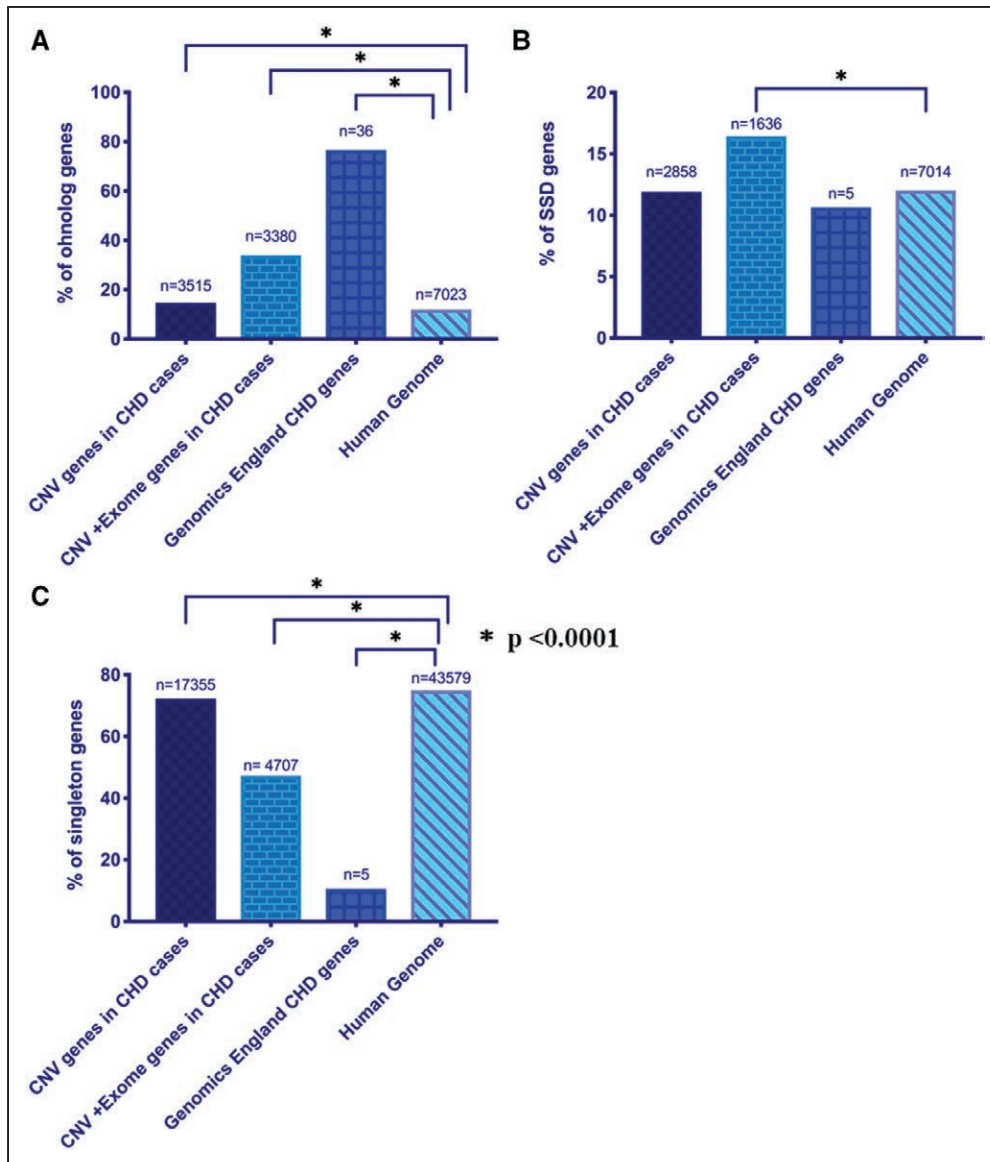 A
*
*
*
% of ohnolog genes
100
80
60
40
20
0
n=3515
n=3380
n=36
n=7023
CNV genes in CHD cases
CNV +Exome genes in CHD cases
Genomics England CHD genes
Human Genome
B
*
% of SSD genes
20
15
10
5
0
n=2858
n=1636
n=5
n=7014
CNV genes in CHD cases
CNV +Exome genes in CHD cases
Genomics England CHD genes
Human Genome
C
*
*
*
* p <0.0001
% of singleton genes
80
60
40
20
0
n=17355
n= 4707
n=5
n=43579
CNV genes in CHD cases
CNV +Exome genes in CHD cases
Genomics England CHD genes
Human Genome